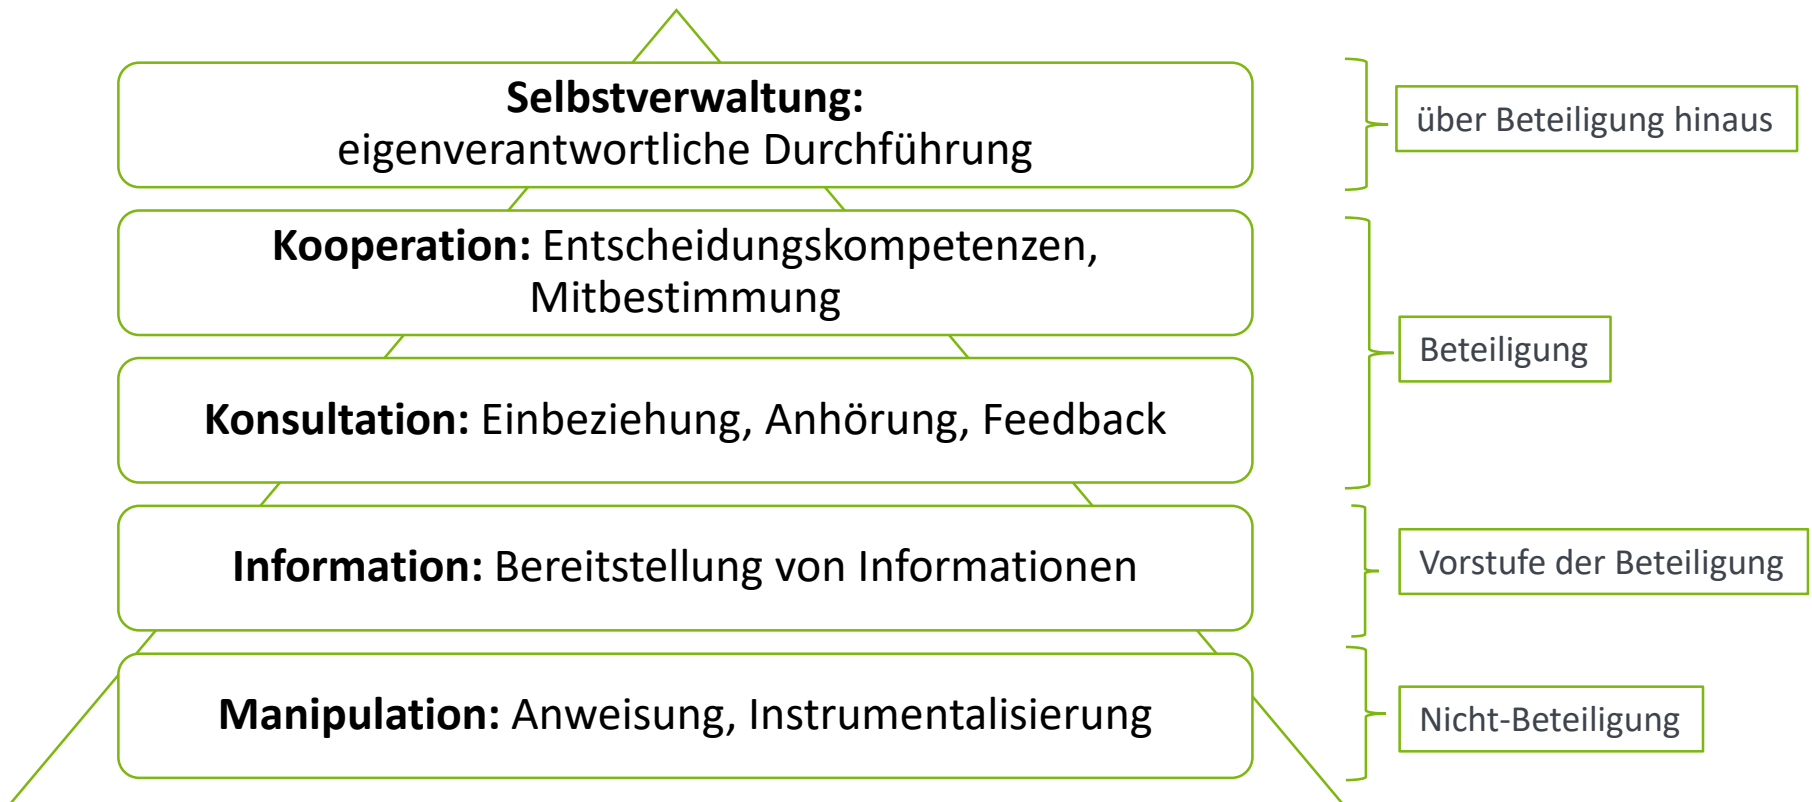 Selbstverwaltung:
eigenverantwortliche Durchführung
über Beteiligung hinaus
Kooperation: Entscheidungskompetenzen,
Mitbestimmung
Beteiligung
Konsultation: Einbeziehung, Anhörung, Feedback
Information: Bereitstellung von Informationen
Vorstufe der Beteiligung
Manipulation: Anweisung, Instrumentalisierung
Nicht-Beteiligung